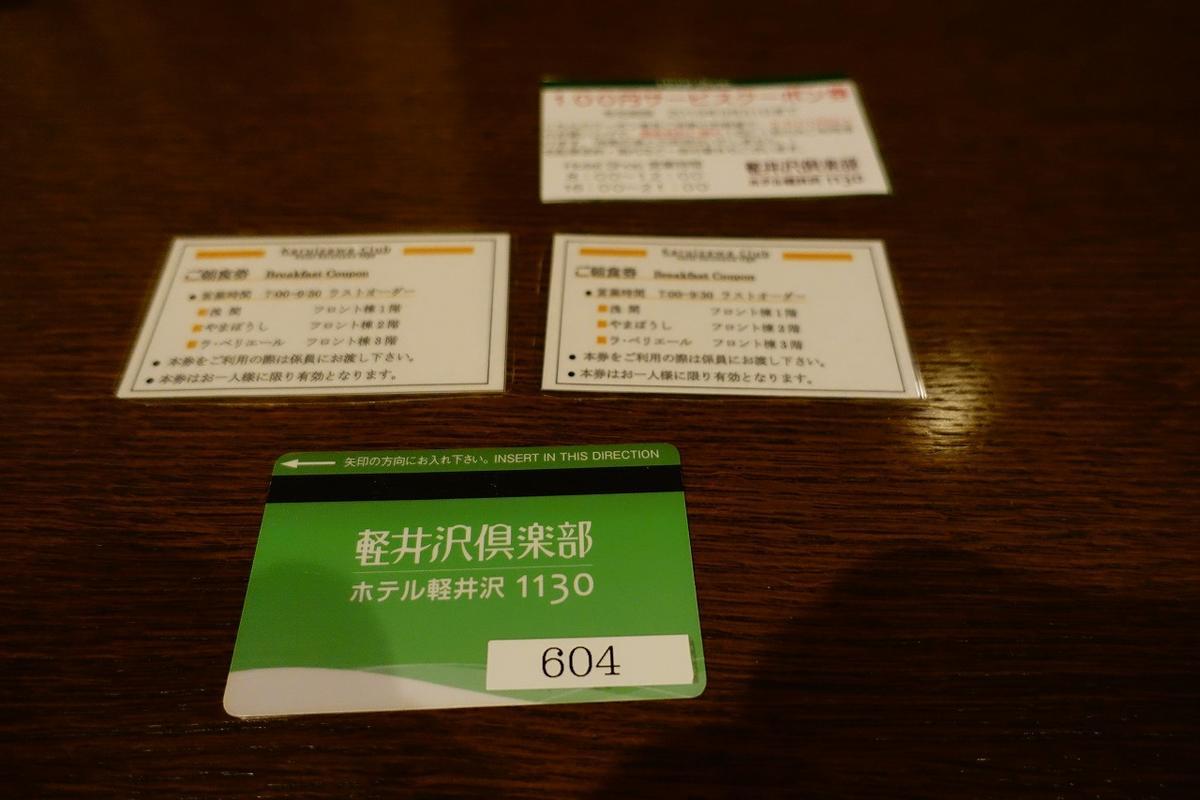 100円サービスクーポン券
8:00~12:00
16:00~21:00
軽井沢倶楽部
ホテル軽井沢 1130
Karuizawa Club
ご朝食券 Breakfast Coupon
● 営業時間 7:00-9:30 ラストオーダー
■浅間 フロント棟1階
■やまぼうし フロント棟2階
■ラ・ベリエール フロント棟3階
● 本券をご利用の際は係員にお渡し下さい。
● 本券はお一人様に限り有効となります。
Karuizawa Club
ご朝食券 Breakfast Coupon
● 営業時間 7:00-9:30 ラストオーダー
■浅間 フロント棟1階
■やまぼうし フロント棟2階
■ラ・ベリエール フロント棟3階
● 本券をご利用の際は係員にお渡し下さい。
● 本券はお一人様に限り有効となります。
矢印の方向にお入れ下さい。INSERT IN THIS DIRECTION
軽井沢倶楽部
ホテル軽井沢 1130
604